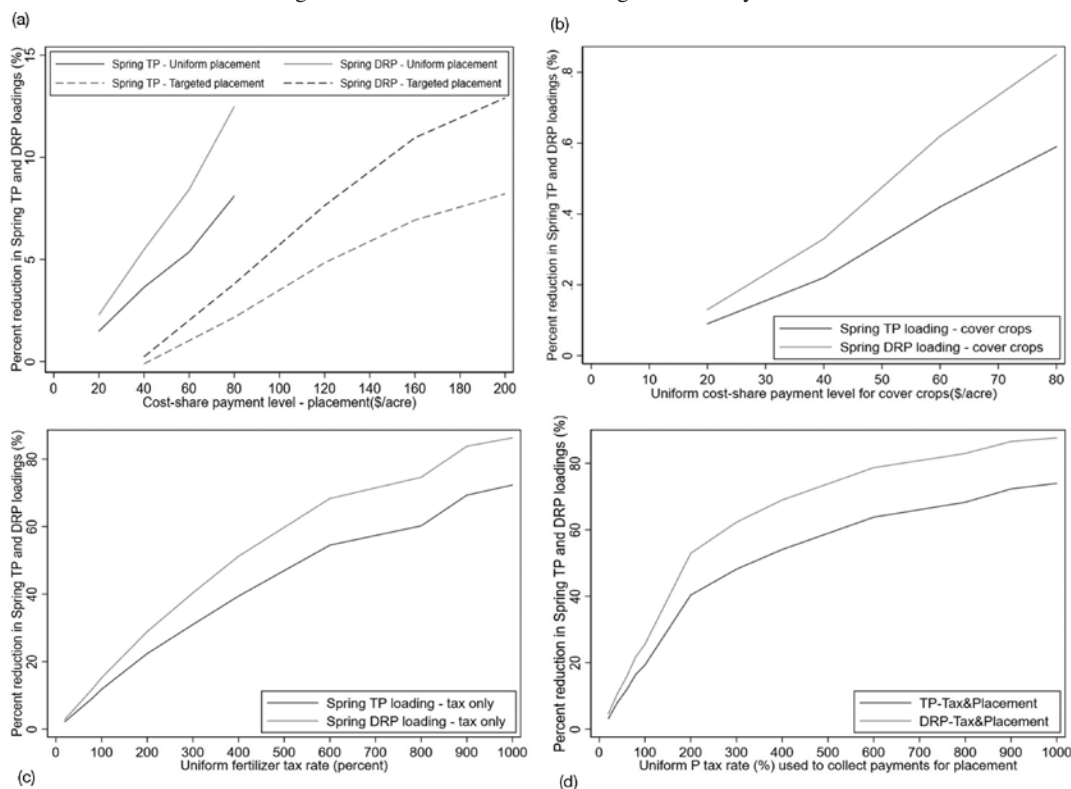 (a)
Percent reduction in Spring TP and DRP loadings (%)
0 5 10 15
Spring TP - Uniform placement
Spring DRP - Uniform placement
Spring TP - Targeted placement
Spring DRP - Targeted placement
20 40 60 80 100 120 140 160 180 200
Cost-share payment level - placement($/acre)
(b)
Percent reduction in Spring TP and DRP loadings (%)
0 .2 .4 .6 .8
Spring TP loading - cover crops
Spring DRP loading - cover crops
0 10 20 30 40 50 60 70 80
Uniform cost-share payment level for cover crops($/acre)
Percent reduction in Spring TP and DRP loadings (%)
0 20 40 60 80
Spring TP loading - tax only
Spring DRP loading - tax only
0 100 200 300 400 500 600 700 800 900 1000
Uniform fertilizer tax rate (percent)
(c)
Percent reduction in Spring TP and DRP loadings (%)
0 20 40 60 80
TP-Tax&Placement
DRP-Tax&Placement
0 100 200 300 400 500 600 700 800 900 1000
Uniform P tax rate (%) used to collect payments for placement
(d)